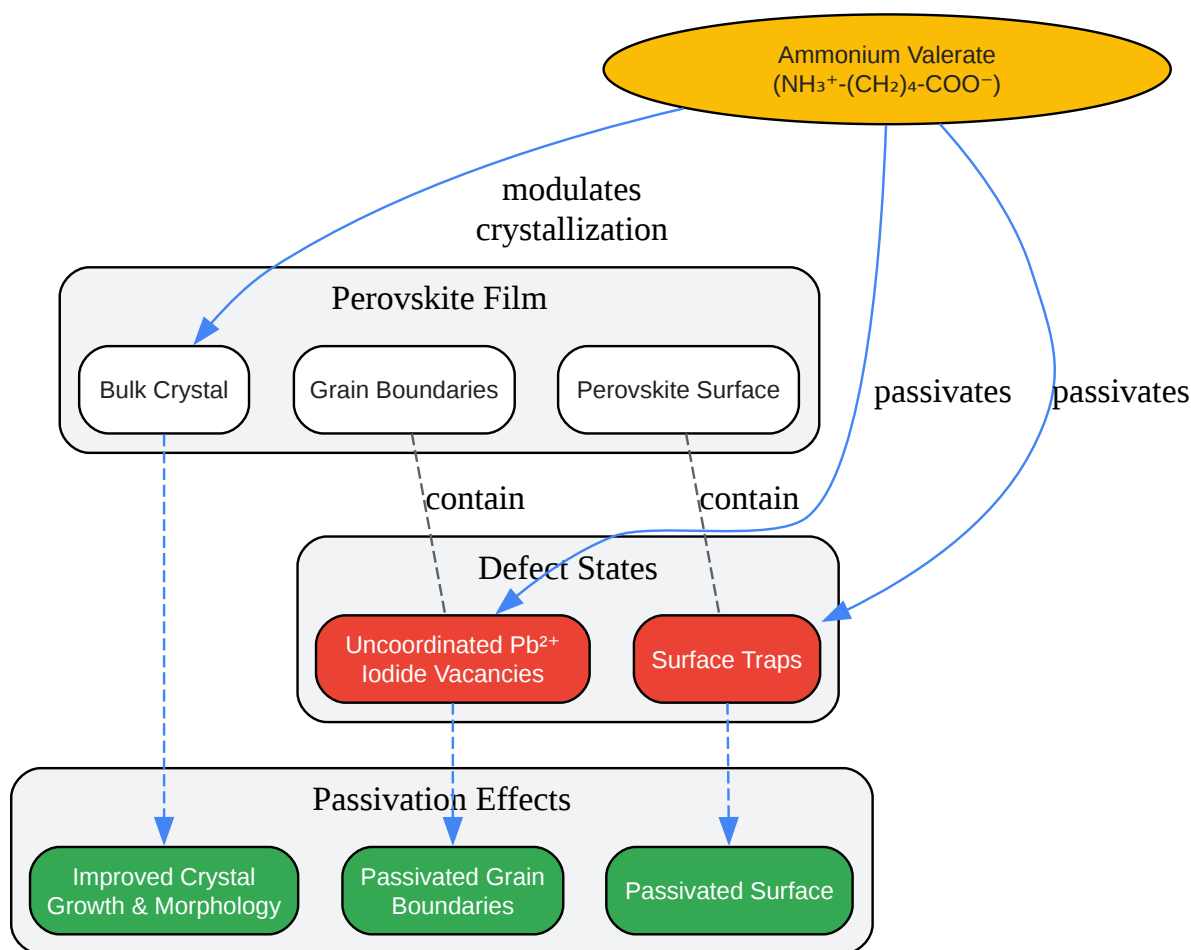 Ammonium Valerate
(NH₃⁺-(CH₂)₄-COO⁻)
modulates
crystallization
Perovskite Film
Bulk Crystal
Grain Boundaries
Perovskite Surface
passivates
passivates
contain
contain
Defect States
Uncoordinated Pb²⁺
Iodide Vacancies
Surface Traps
Passivation Effects
Improved Crystal
Growth & Morphology
Passivated Grain
Boundaries
Passivated Surface